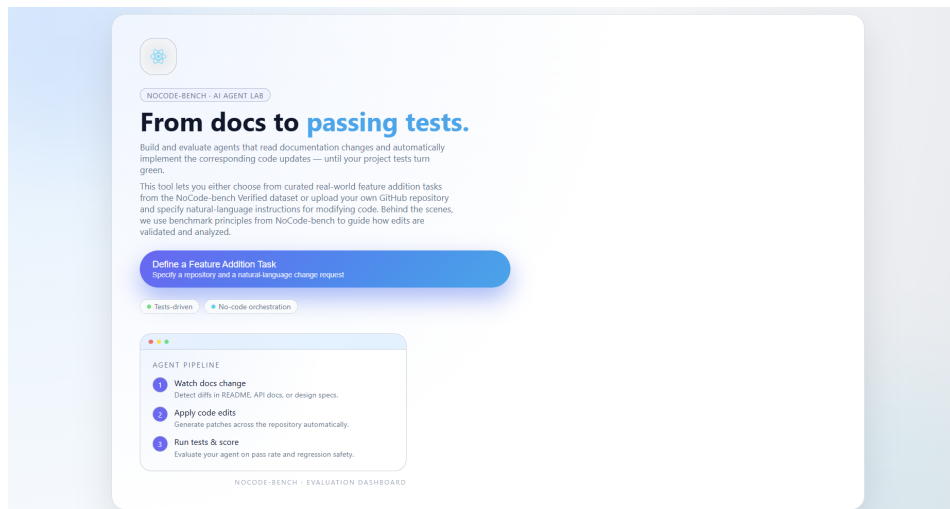 NOCODE-BENCH · AI AGENT LAB
From docs to passing tests.
Build and evaluate agents that read documentation changes and automatically
implement the corresponding code updates — until your project tests turn
green.
This tool lets you either choose from curated real-world feature addition tasks
from the NoCode-bench Verified dataset or upload your own GitHub repository
and specify natural-language instructions for modifying code. Behind the scenes,
we use benchmark principles from NoCode-bench to guide how edits are
validated and analyzed.
Define a Feature Addition Task
Specify a repository and a natural-language change request
Tests-driven
No-code orchestration
AGENT PIPELINE
1
Watch docs change
Detect diffs in README, API docs, or design specs.
2
Apply code edits
Generate patches across the repository automatically.
3
Run tests & score
Evaluate your agent on pass rate and regression safety.
NOCODE-BENCH · EVALUATION DASHBOARD